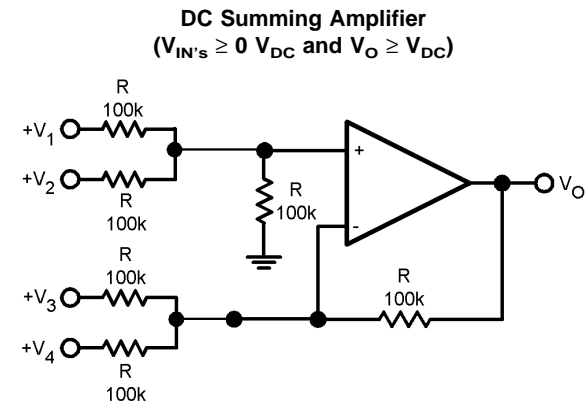 DC Summing Amplifier
(VIN's ≥ 0 VDC and VO ≥ VDC)
R
100k
+V1
+V2
R
100k
R
100k
+
-
VO
R
100k
+V3
+V4
R
100k
R
100k